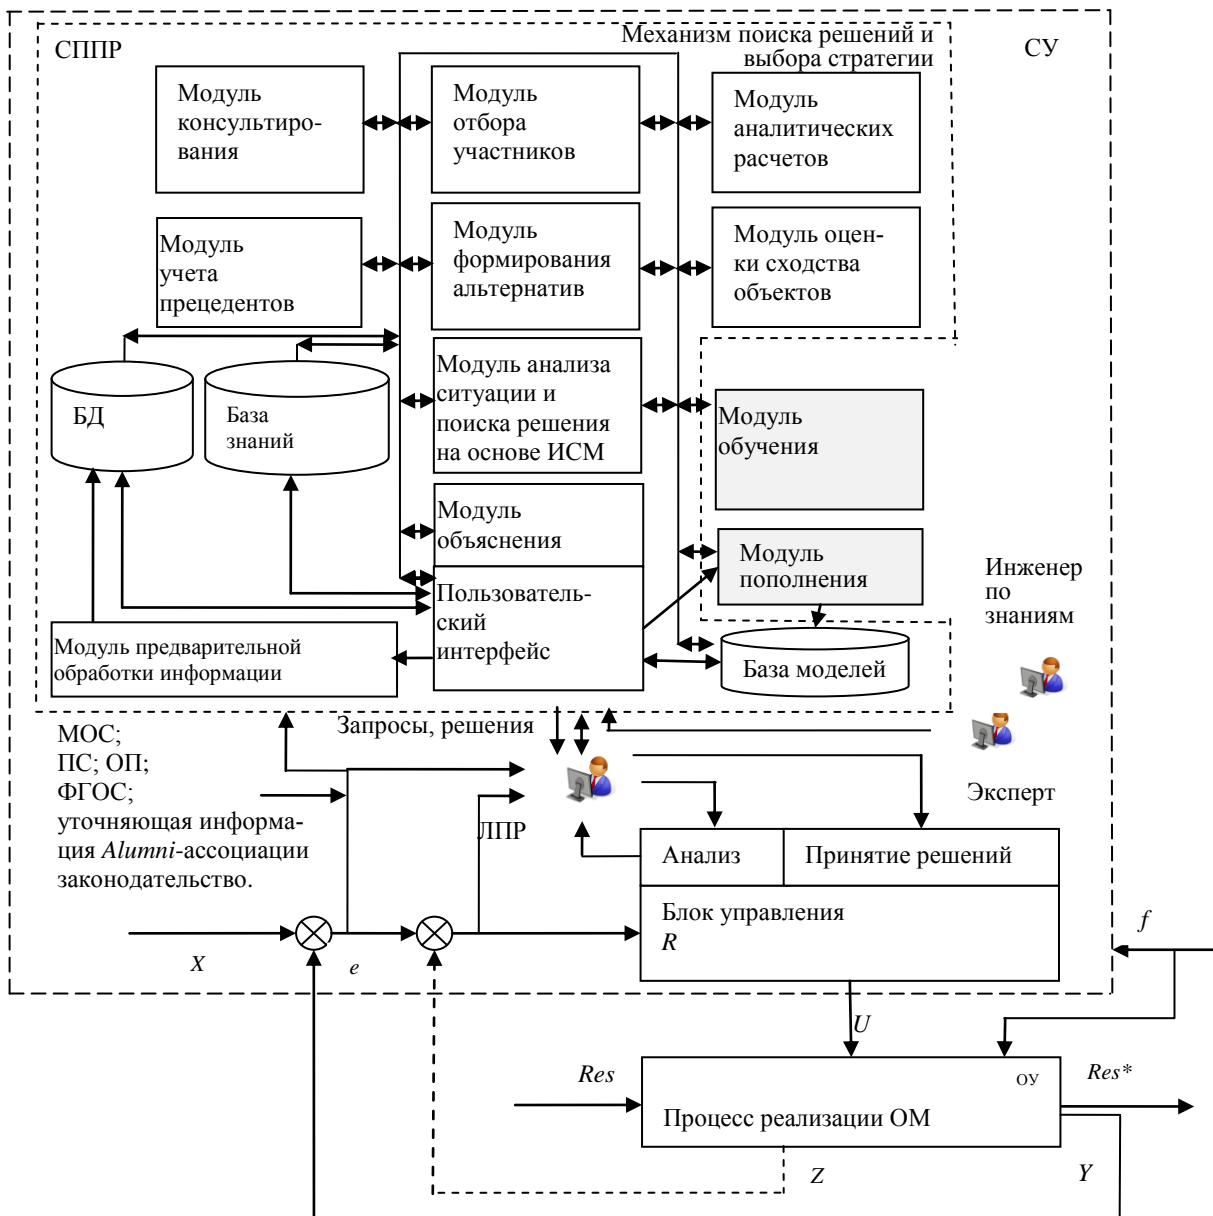 СППР
Механизм поиска решений и
выбора стратегии
СУ
Модуль
консультиро-
вания
Модуль
отбора
участников
Модуль
аналитических
расчетов
Модуль
учета
прецедентов
Модуль
формирования
альтернатив
Модуль оцен-
ки сходства
объектов
БД
База
знаний
Модуль анализа
ситуации и
поиска решения
на основе ИСМ
Модуль
обучения
Модуль
объяснения
Модуль
пополнения
Инженер
по
знаниям
Пользователь-
ский
интерфейс
Модуль предварительной
обработки информации
База моделей
Запросы, решения
МОС;
ПС; ОП;
ФГОС;
уточняющая информа-
ция Alumni-ассоциации
законодательство.
ЛПР
Эксперт
Анализ
Принятие решений
Блок управления
R
X
e
f
U
Res
ОУ
Res*
Процесс реализации ОМ
Z
Y